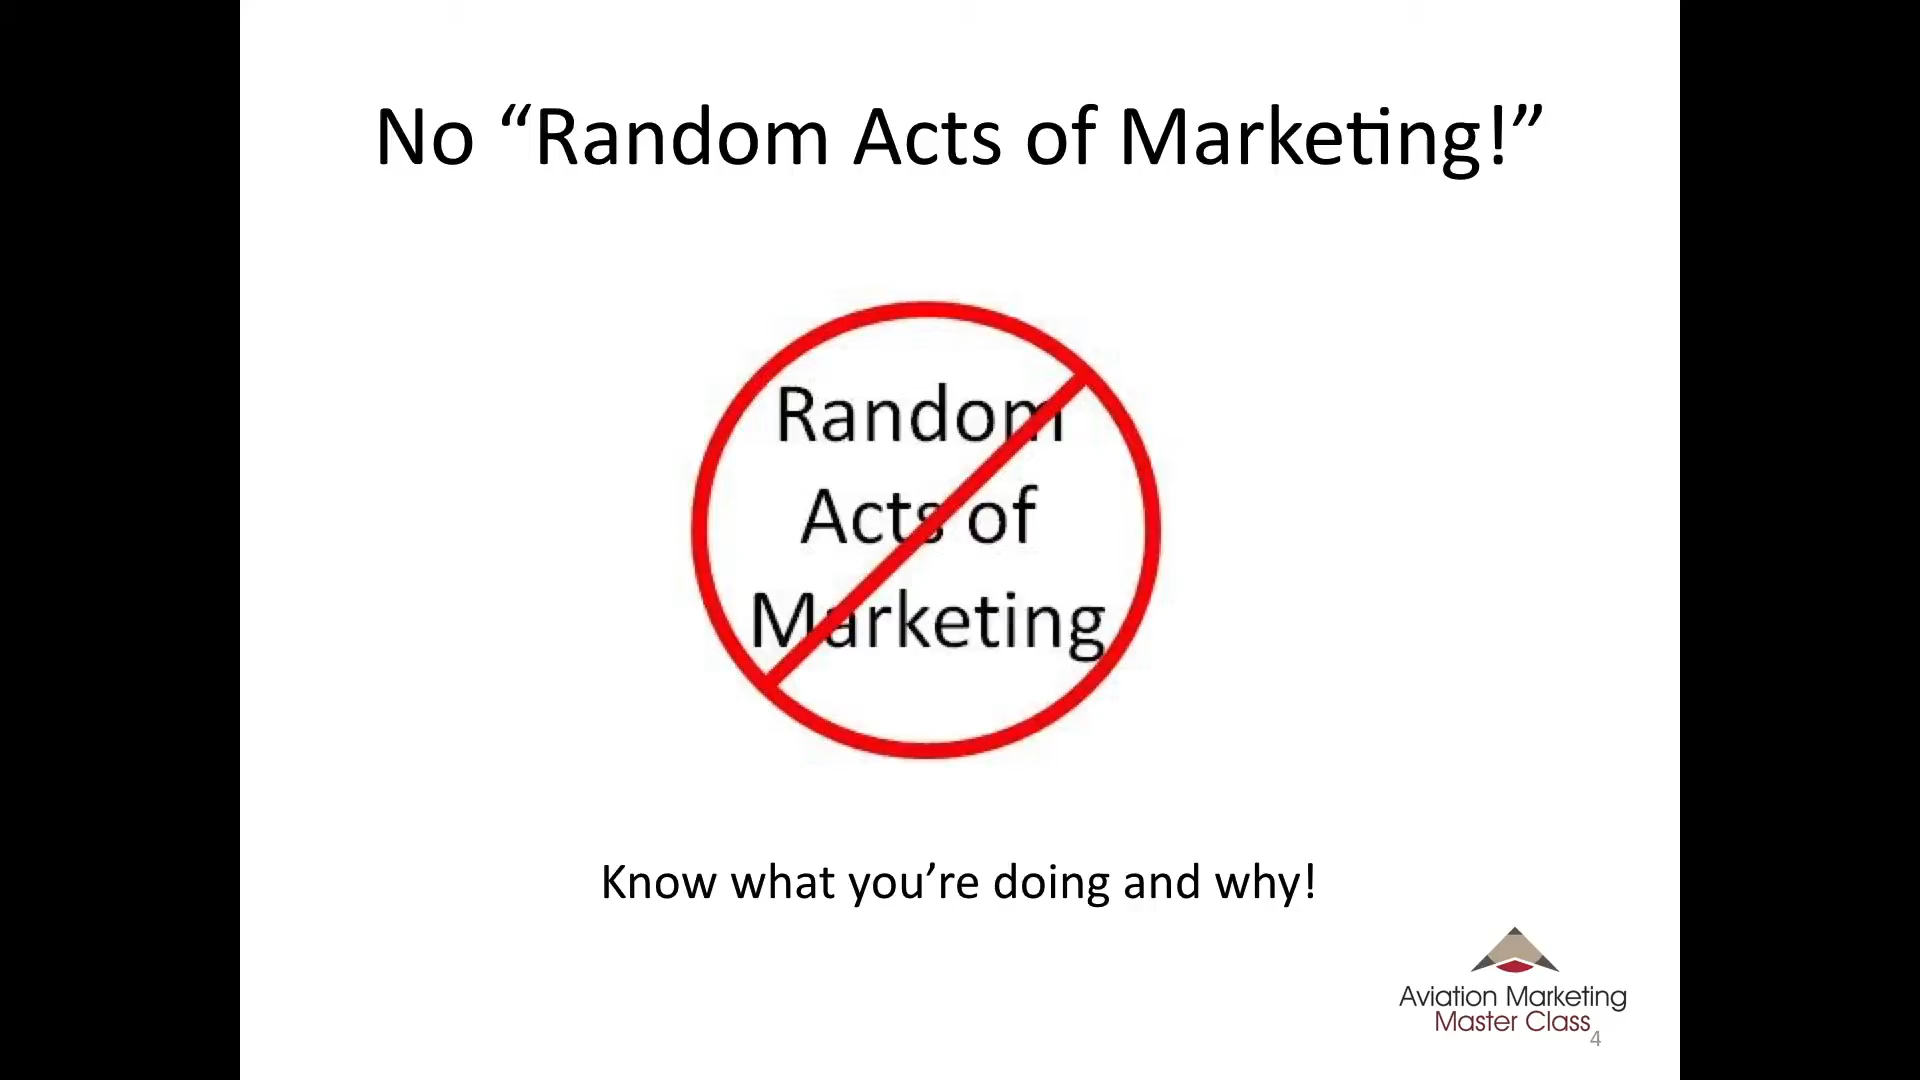 No “Random Acts of Marketing!”
Random
Acts of
Marketing
Know what you’re doing and why!
Aviation Marketing
Master Class
4